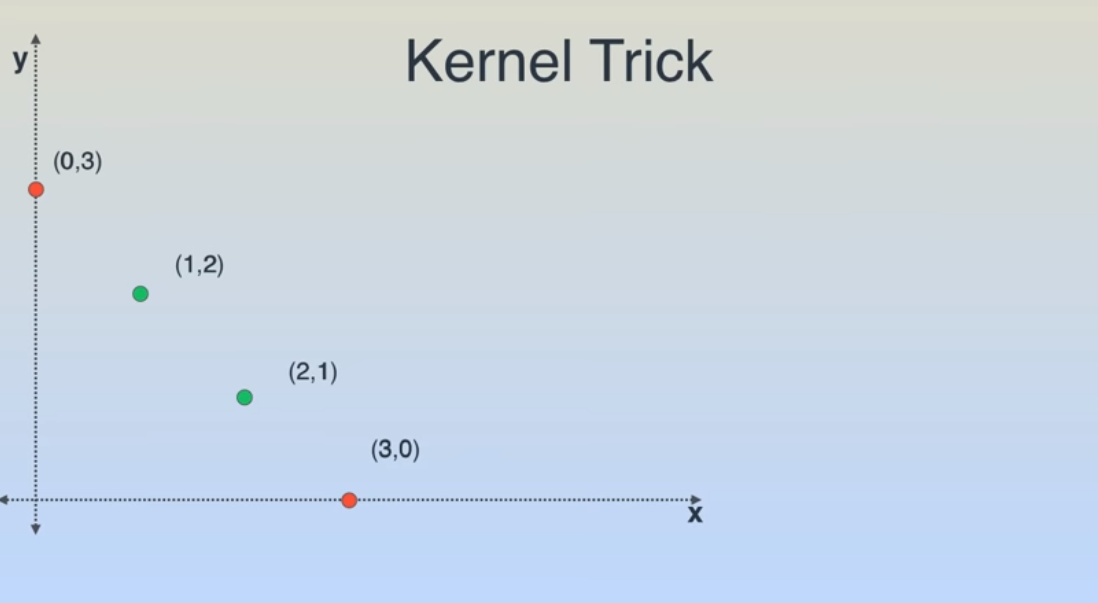 Kernel Trick
y
(0,3)
(1,2)
(2,1)
(3,0)
x